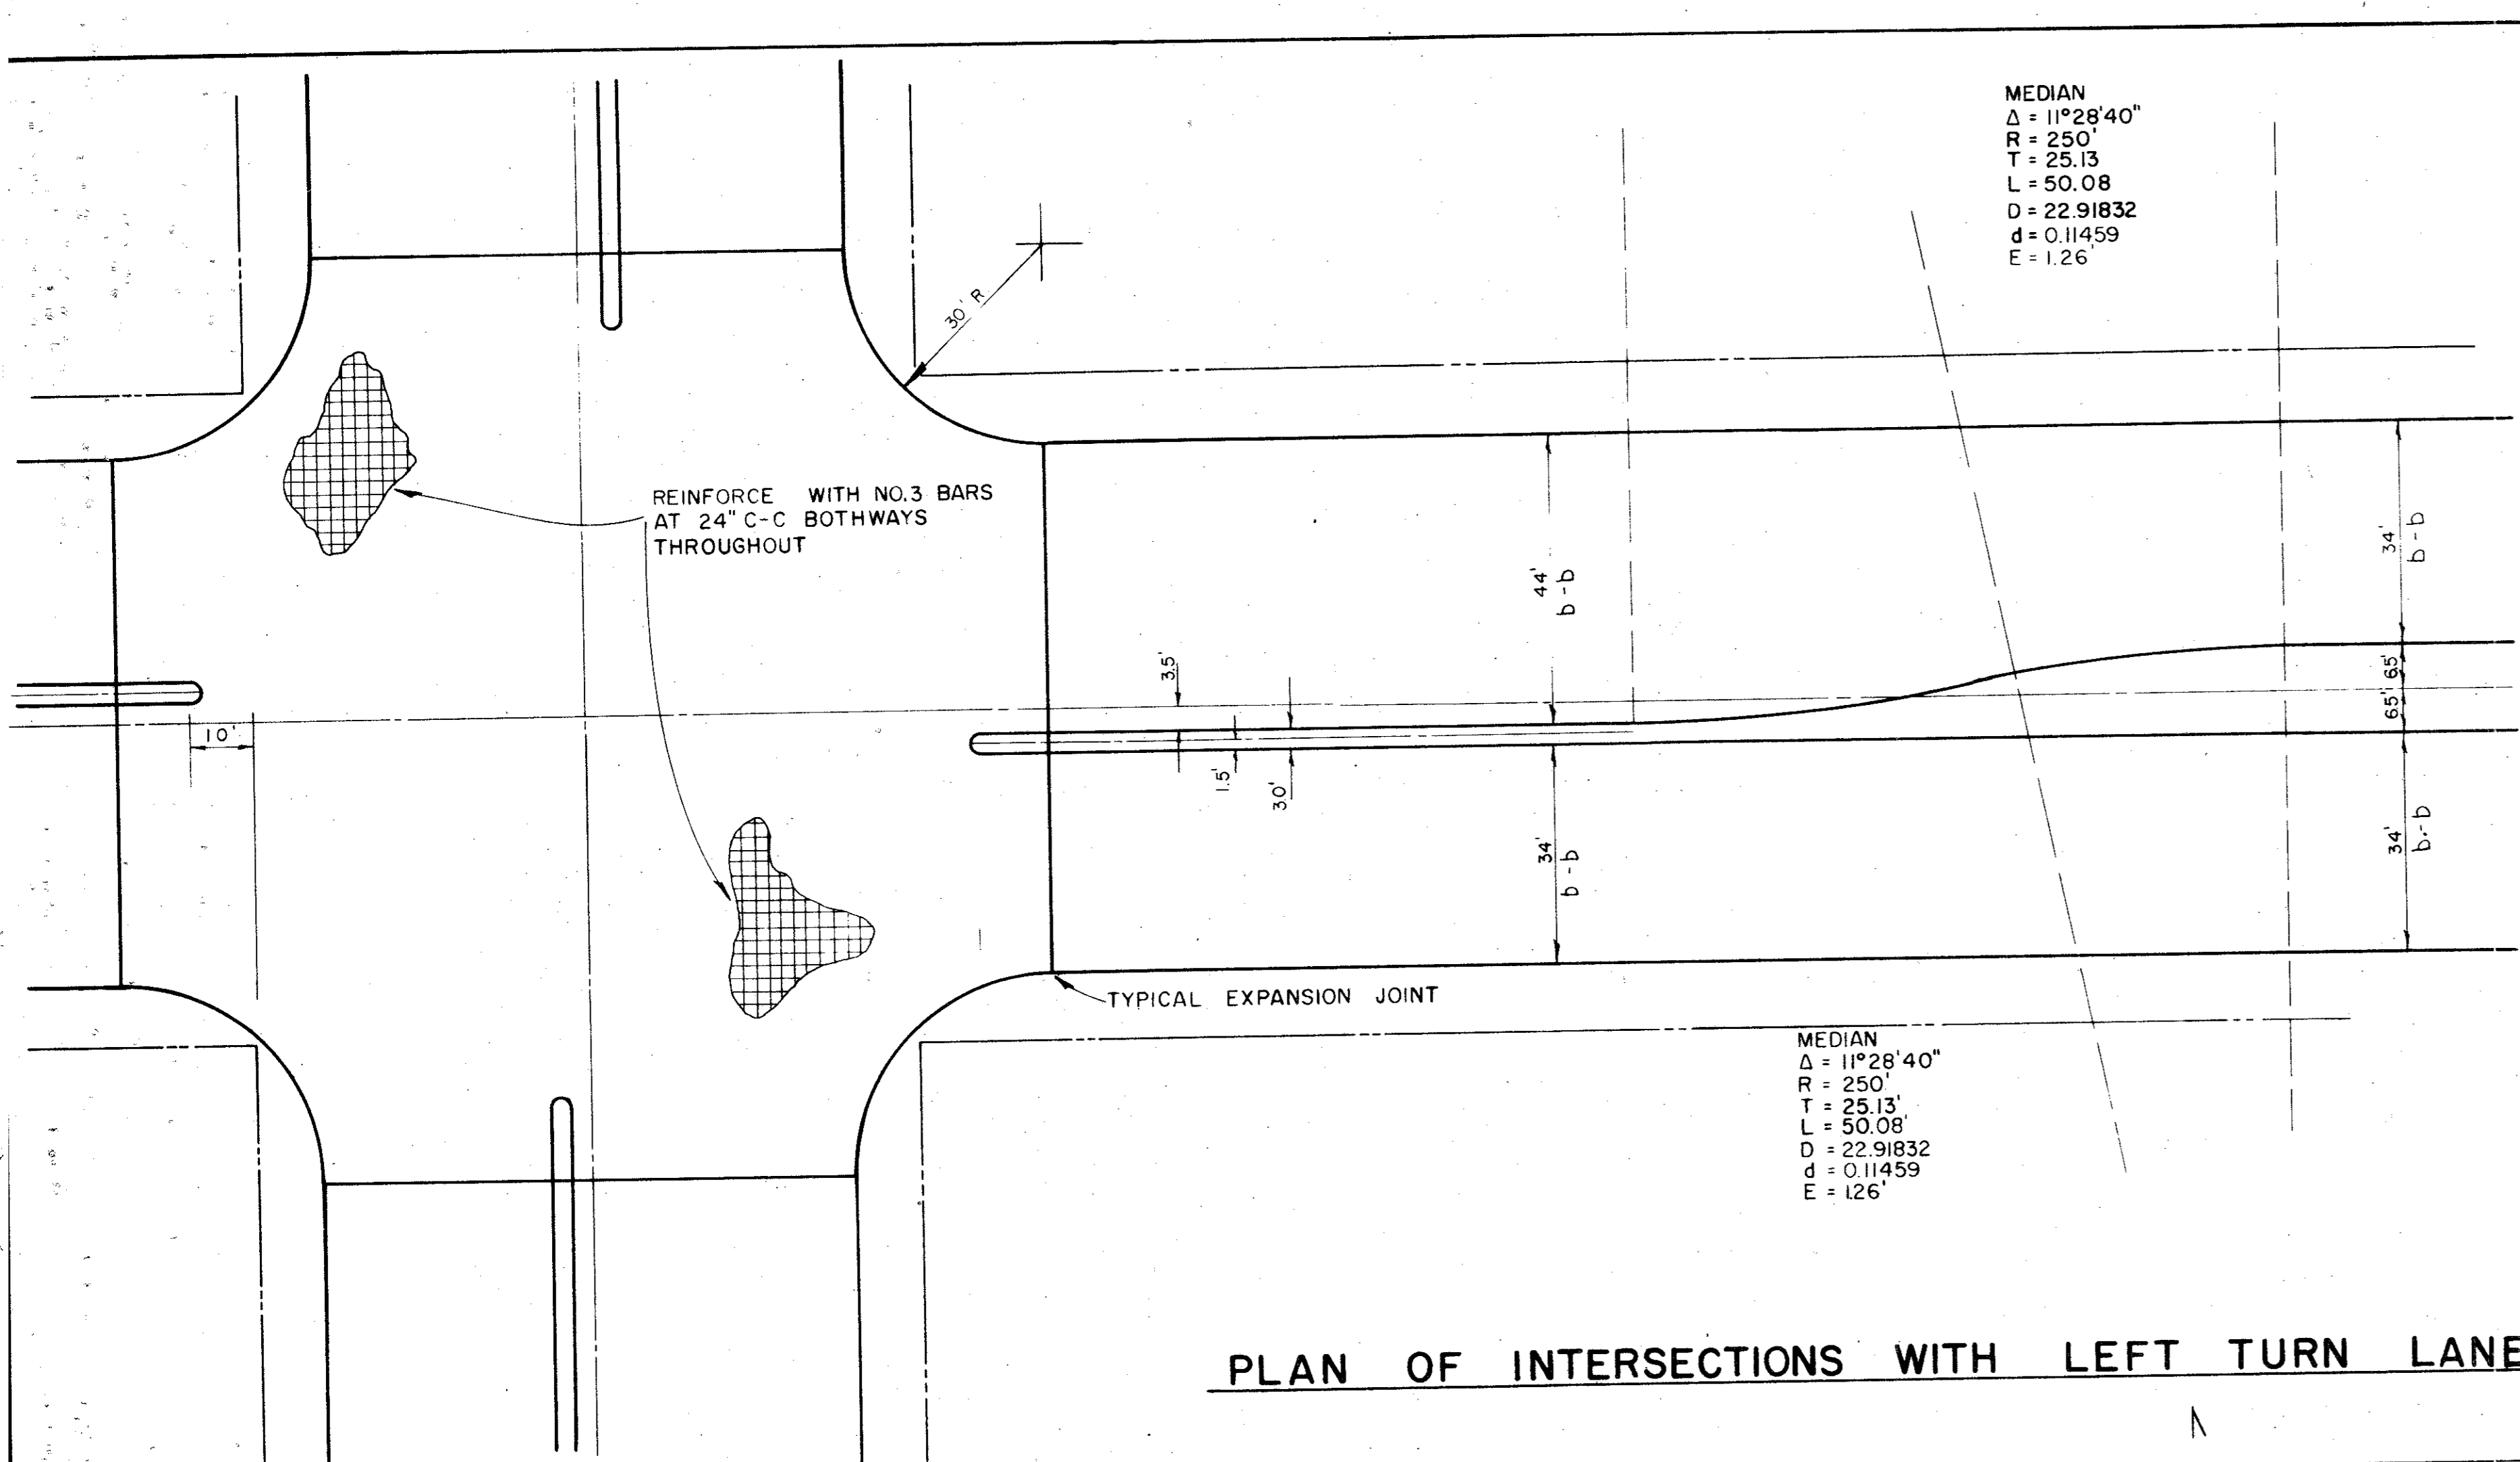 MEDIAN
Δ = 11°28'40"
R = 250'
T = 25.13
L = 50.08
D = 22.91832
d = 0.11459
E = 1.26'
30' R
REINFORCE WITH NO.3 BARS
AT 24" C-C BOTHWAYS
THROUGHOUT
44'
b-b
34'
b-b
3.5'
6.5'
6.5'
10'
1.5'
3.0'
34'
b-b
34'
b-b
TYPICAL EXPANSION JOINT
MEDIAN
Δ = 11°28'40"
R = 250'
T = 25.13'
L = 50.08'
D = 22.91832
d = 0.11459
E = 1.26'
PLAN OF INTERSECTIONS WITH LEFT TURN LANE